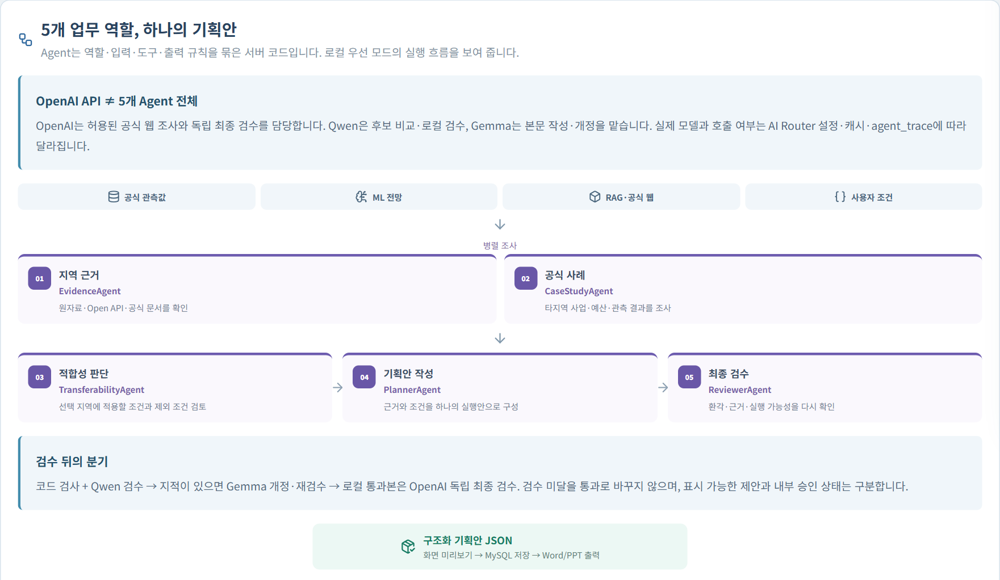 5개 업무 역할, 하나의 기획안
Agent는 역할·입력·도구·출력 규칙을 묶은 서버 코드입니다. 로컬 우선 모드의 실행 흐름을 보여 줍니다.
OpenAI API ≠ 5개 Agent 전체
OpenAI는 허용된 공식 웹 조사와 독립 최종 검수를 담당합니다. Qwen은 후보 비교·로컬 검수, Gemma는 본문 작성·개정을 맡습니다. 실제 모델과 호출 여부는 AI Router 설정·캐시·agent_trace에 따라
달라집니다.
공식 관측값
ML 전망
RAG·공식 웹
{ } 사용자 조건
병렬 조사
01
지역 근거
EvidenceAgent
원자료·Open API·공식 문서를 확인
02
공식 사례
CaseStudyAgent
타지역 사업·예산·관측 결과를 조사
03
적합성 판단
TransferabilityAgent
선택 지역에 적용할 조건과 제외 조건 검토
04
기획안 작성
PlannerAgent
근거와 조건을 하나의 실행안으로 구성
05
최종 검수
ReviewerAgent
환각·근거·실행 가능성을 다시 확인
검수 뒤의 분기
코드 검사 + Qwen 검수 → 지적이 있으면 Gemma 개정·재검수 → 로컬 통과본은 OpenAI 독립 최종 검수. 검수 미달을 통과로 바꾸지 않으며, 표시 가능한 제안과 내부 승인 상태는 구분합니다.
구조화 기획안 JSON
화면 미리보기 → MySQL 저장 → Word/PPT 출력